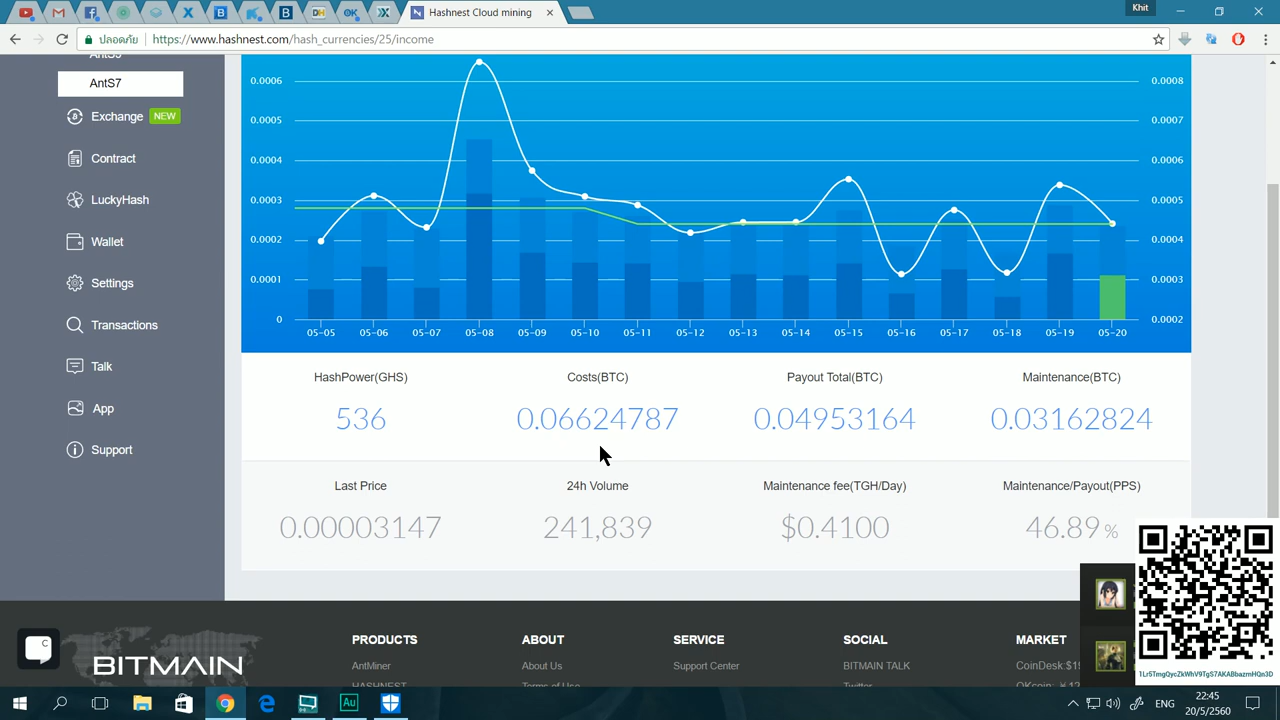 Hashnest Cloud mining
Khit
ปลอดภัย
https://www.hashnest.com/hash_currencies/25/income
AntS7
Exchange NEW
Contract
LuckyHash
Wallet
Settings
Transactions
Talk
App
Support
0.0006 0.0008
0.0005 0.0007
0.0004 0.0006
0.0003 0.0005
0.0002 0.0004
0.0001 0.0003
0 0.0002
05-05 05-06 05-07 05-08 05-09 05-10 05-11 05-12 05-13 05-14 05-15 05-16 05-17 05-18 05-19 05-20
HashPower(GHS) Costs(BTC) Payout Total(BTC) Maintenance(BTC)
536 0.06624787 0.04953164 0.03162824
Last Price 24h Volume Maintenance fee(TGH/Day) Maintenance/Payout(PPS)
0.00003147 241,839 $0.4100 46.89 %
BITMAIN
PRODUCTS ABOUT SERVICE SOCIAL MARKET
AntMiner About Us Support Center BITMAIN TALK
ENG
22:45
20/5/2560